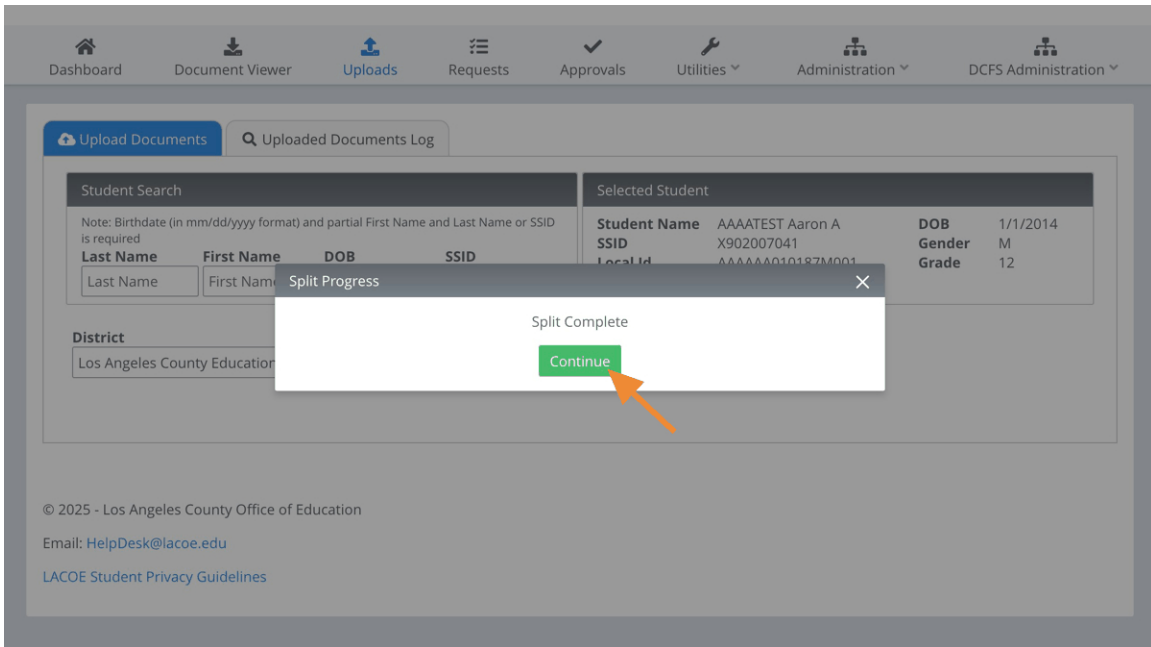 Dashboard Document Viewer Uploads Requests Approvals Utilities Administration DCFS Administration
Upload Documents Uploaded Documents Log
Student Search
Note: Birthdate (in mm/dd/yyyy format) and partial First Name and Last Name or SSID
is required
Last Name First Name DOB SSID
Last Name First Nam
Selected Student
Student Name AAAATEST Aaron A DOB 1/1/2014
SSID X902007041 Gender M
Local Id AAAAAA010187M001 Grade 12
Split Progress
Split Complete
Continue
District
Los Angeles County Education
© 2025 - Los Angeles County Office of Education
Email: HelpDesk@lacoe.edu
LACOE Student Privacy Guidelines